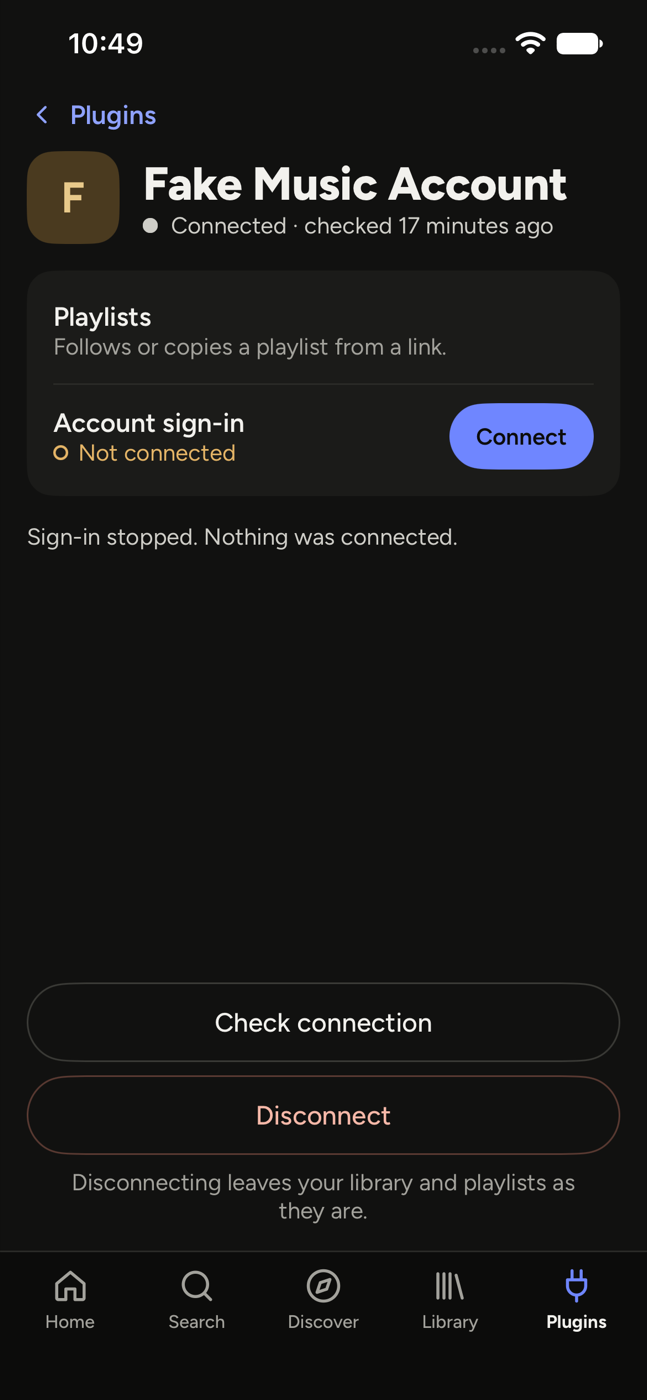 10:49
Plugins
F
Fake Music Account
Connected · checked 17 minutes ago
Playlists
Follows or copies a playlist from a link.
Account sign-in
Not connected
Connect
Sign-in stopped. Nothing was connected.
Check connection
Disconnect
Disconnecting leaves your library and playlists as
they are.
Home
Search
Discover
Library
Plugins